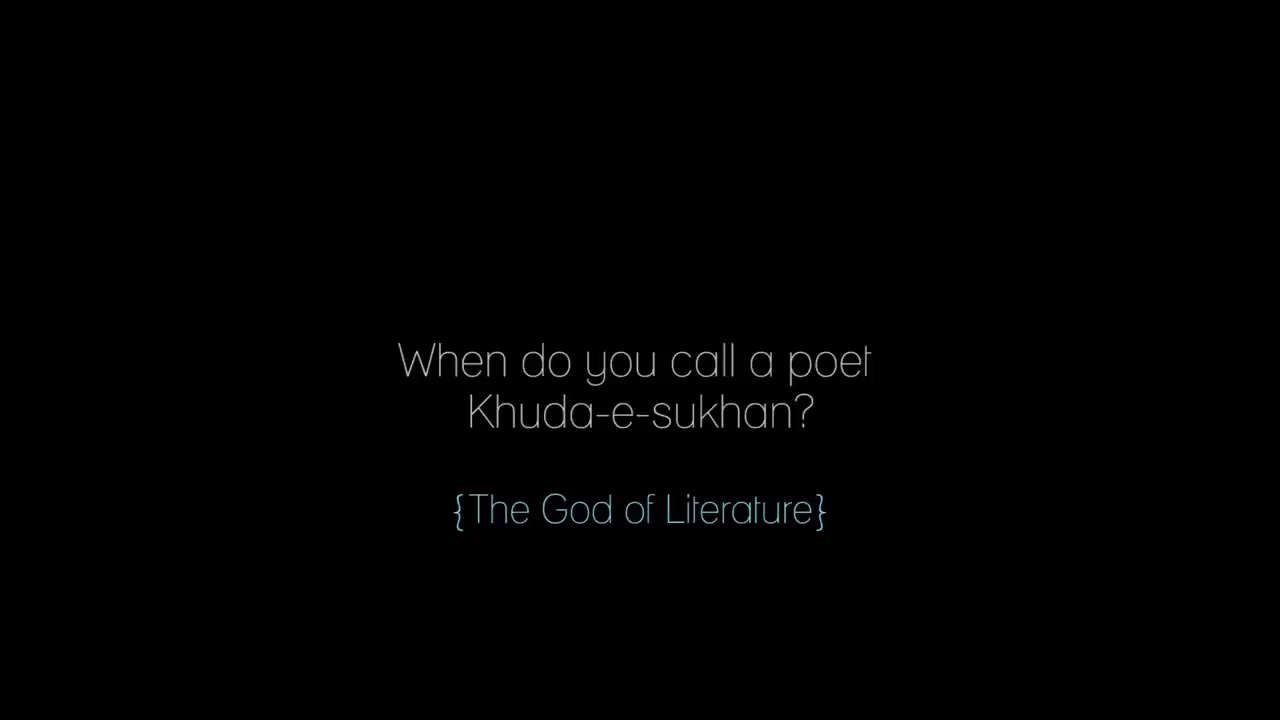 When do you call a poet
Khuda-e-sukhan?
{The God of Literature}